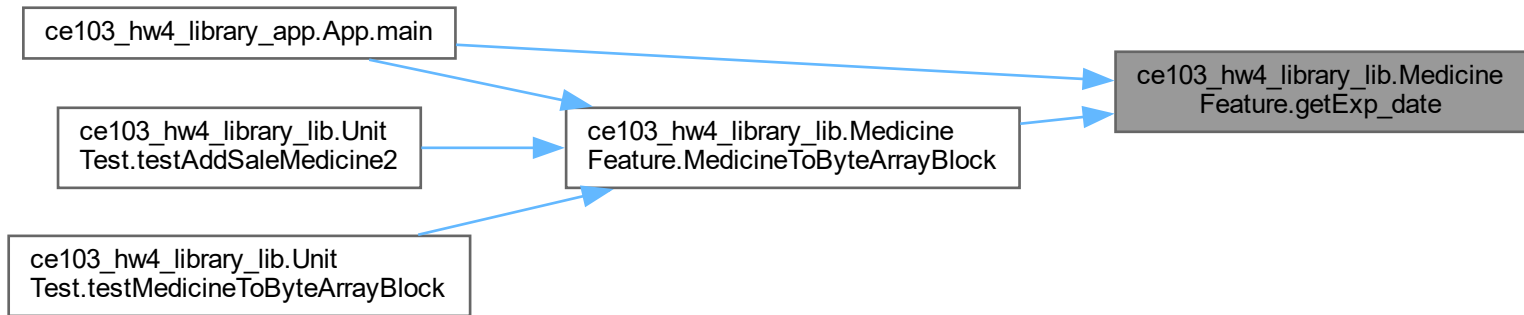 ce103_hw4_library_app.App.main
ce103_hw4_library_lib.Unit
Test.testAddSaleMedicine2
ce103_hw4_library_lib.Unit
Test.testMedicineToByteArrayBlock
ce103_hw4_library_lib.Medicine
Feature.MedicineToByteArrayBlock
ce103_hw4_library_lib.Medicine
Feature.getExp_date